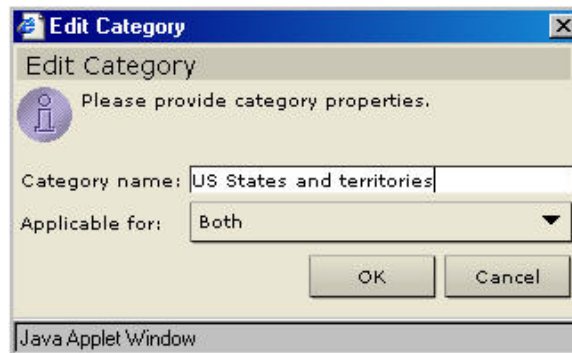 Edit Category
Edit Category
Please provide category properties.
Category name: US States and territories
Applicable for: Both
OK Cancel
Java Applet Window